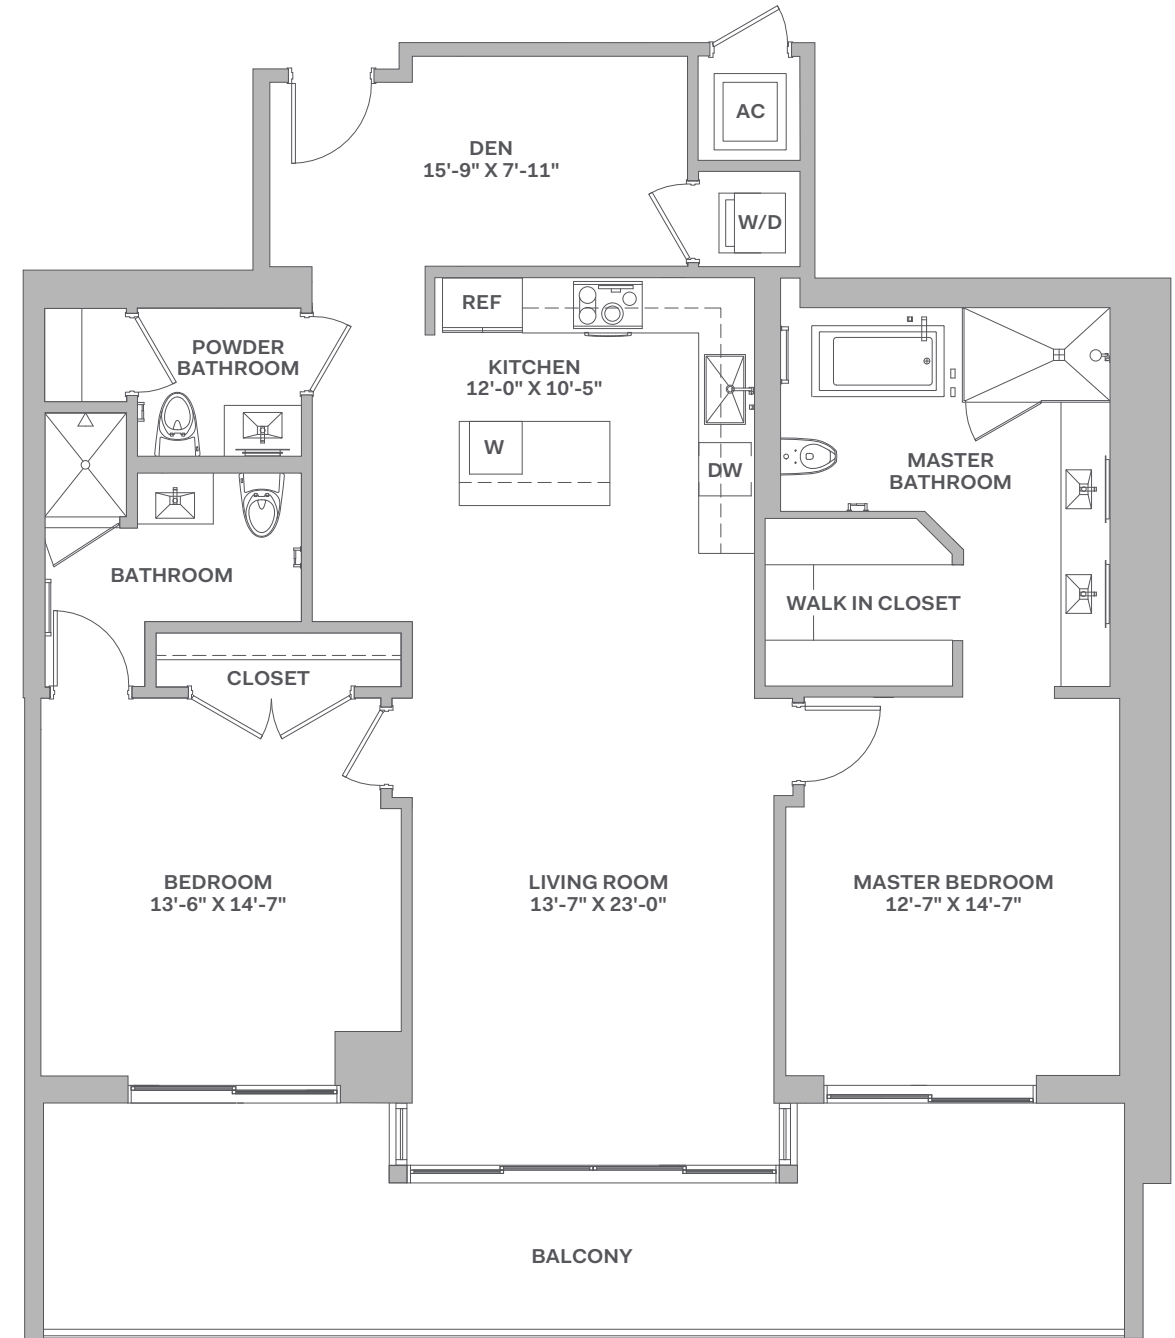 AC
DEN
15'-9" X 7'-11"
W/D
REF
POWDER
BATHROOM
KITCHEN
12'-0" X 10'-5"
W
DW
MASTER
BATHROOM
BATHROOM
WALK IN CLOSET
CLOSET
BEDROOM
13'-6" X 14'-7"
LIVING ROOM
13'-7" X 23'-0"
MASTER BEDROOM
12'-7" X 14'-7"
BALCONY